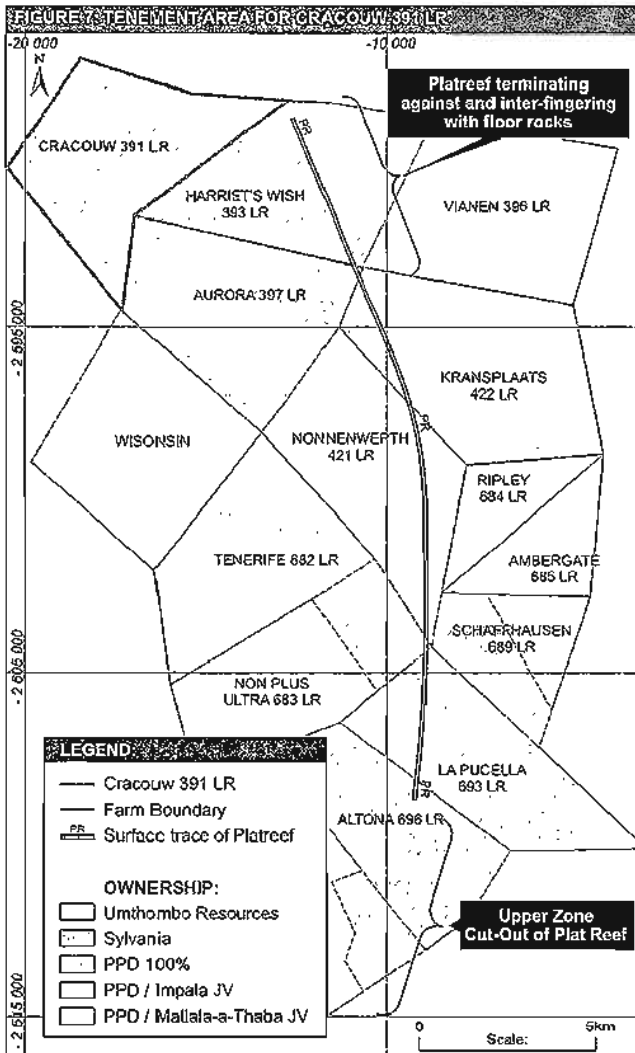 FIGURE 7: TENEMENT AREA FOR CRACOUW 391 LR
-20 000
-10 000
N
Platreef terminating
against and inter-fingering
with floor rocks
PR
CRACOUW 391 LR
HARRIET'S WISH
393 LR
VIANEN 396 LR
AURORA 397 LR
-2 595 000
KRANSPLAATS
422 LR
WISONSIN
NONNENWERTH
421 LR
PR
RIPLEY
684 LR
TENERIFE 682 LR
AMBERGATE
685 LR
SCHAFRHAUSEN
689 LR
-2 605 000
NON PLUS
ULTRA 683 LR
LA PUCELLA
693 LR
PR
ALTONA 696 LR
LEGEND
Cracouw 391 LR
Farm Boundary
PR
Surface trace of Platreef
OWNERSHIP:
Umthombo Resources
Sylvania
PPD 100%
PPD / Impala JV
PPD / Matlala-a-Thaba JV
Upper Zone
Cut-Out of Plat Reef
-2 615 000
0
5km
Scale: